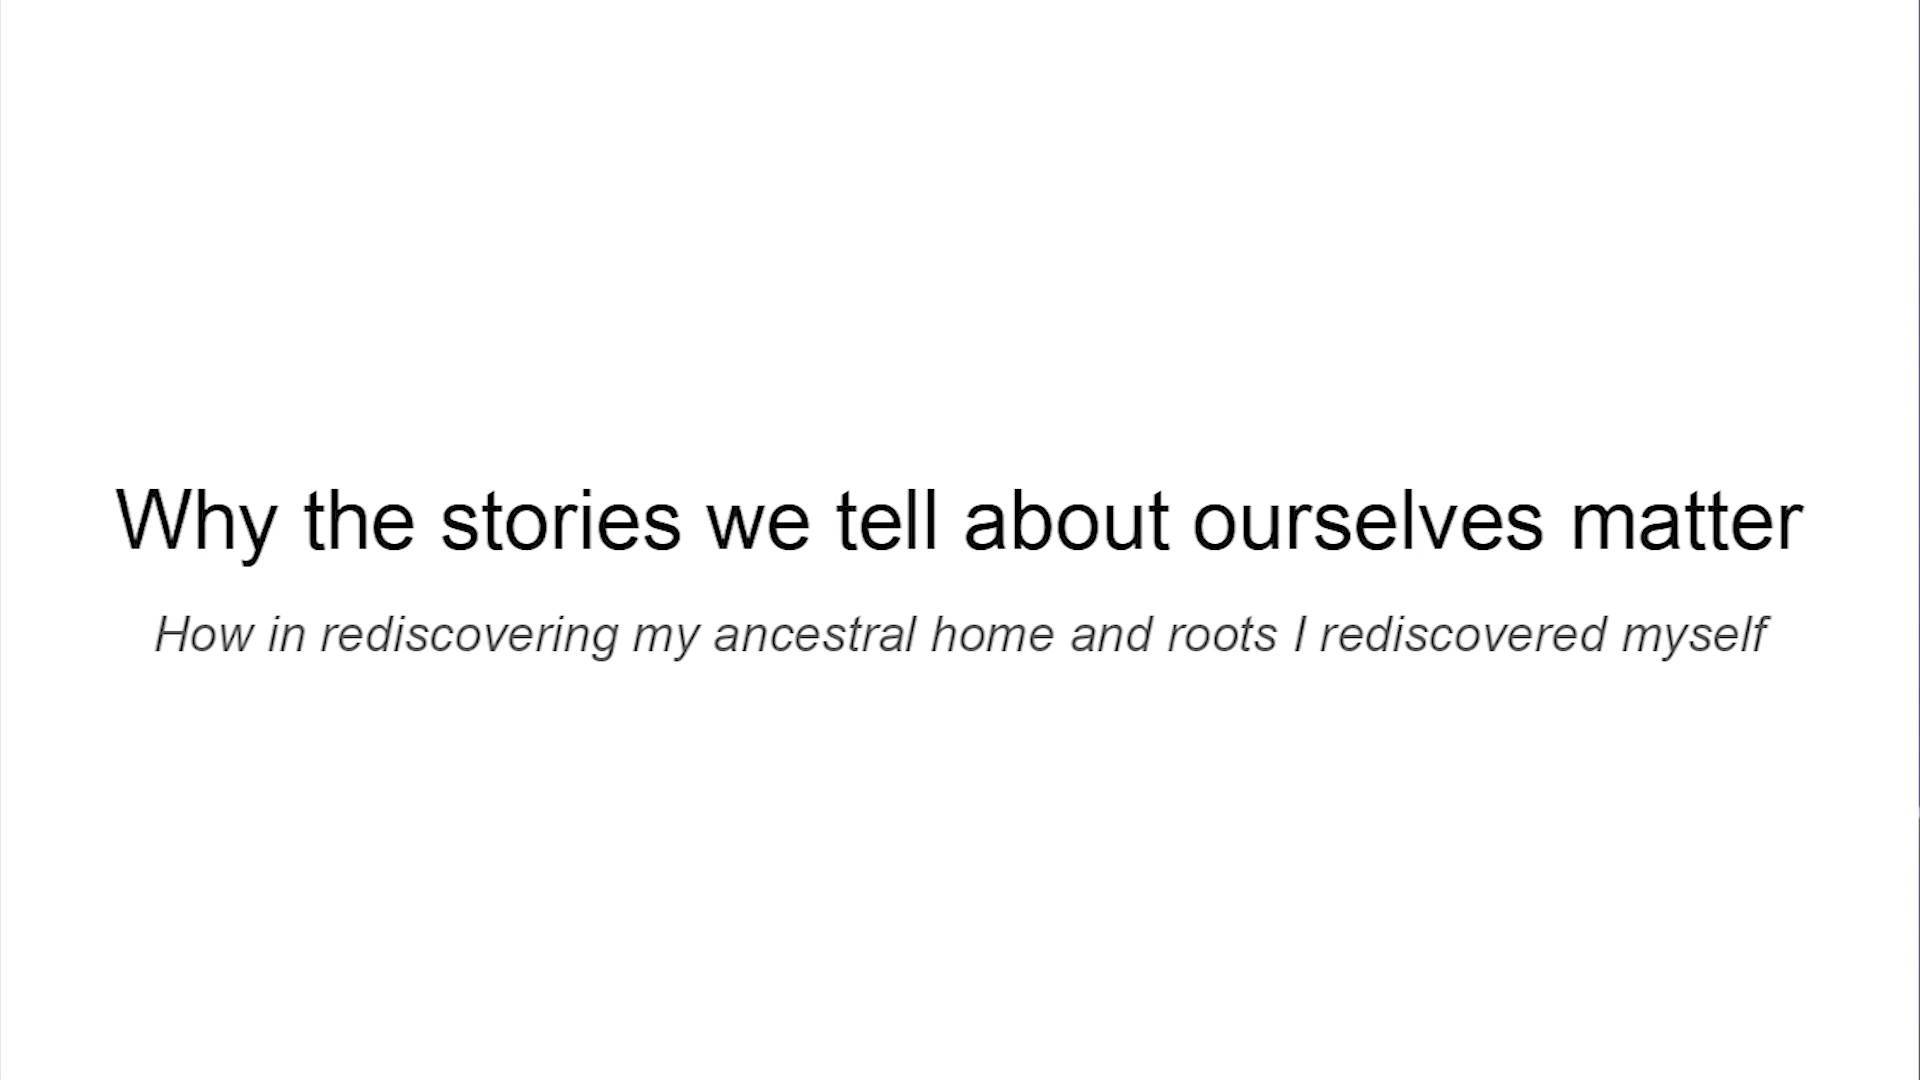 Why the stories we tell about ourselves matter
How in rediscovering my ancestral home and roots I rediscovered myself